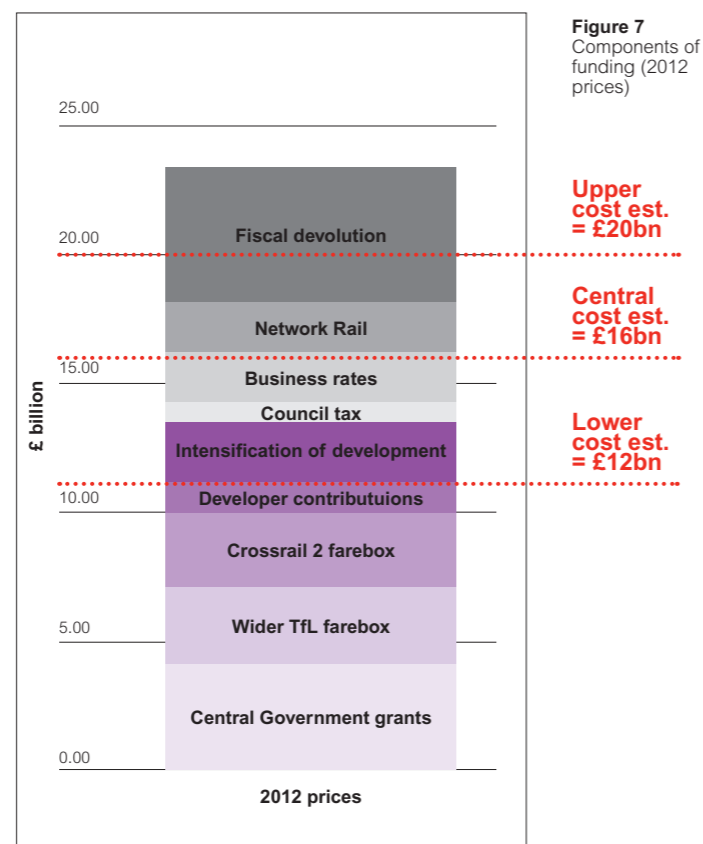 Figure 7
Components of
funding (2012
prices)
25.00
Upper
cost est.
= £20bn
Fiscal devolution
20.00
Central
cost est.
= £16bn
Network Rail
15.00
Business rates
£ billion
Council tax
Lower
cost est.
= £12bn
Intensification of development
10.00
Developer contributuions
Crossrail 2 farebox
5.00
Wider TfL farebox
Central Government grants
0.00
2012 prices